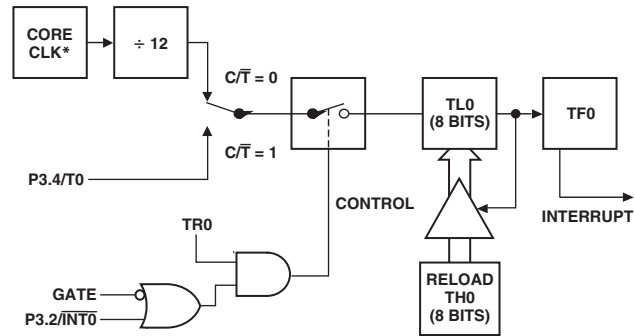 CORE
CLK*
÷ 12
C/T̅ = 0
C/T̅ = 1
P3.4/T0
TL0
(8 BITS)
TF0
INTERRUPT
CONTROL
TR0
GATE
P3.2/I̅N̅T̅0̅
RELOAD
TH0
(8 BITS)